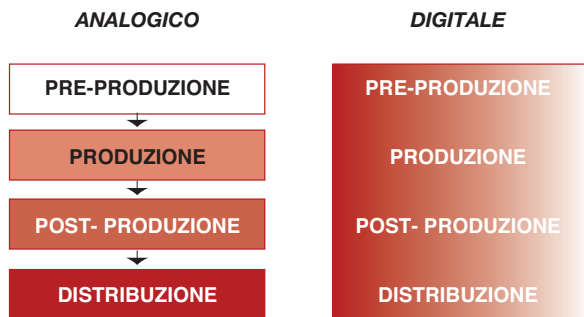 ANALOGICO
PRE-PRODUZIONE
PRODUZIONE
POST- PRODUZIONE
DISTRIBUZIONE
DIGITALE
PRE-PRODUZIONE
PRODUZIONE
POST- PRODUZIONE
DISTRIBUZIONE